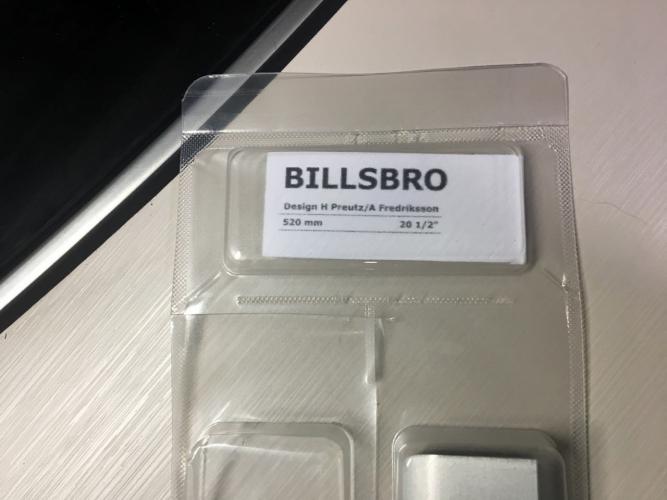 BILLSBRO
Design H Preutz/A Fredriksson
520 mm 20 1/2"